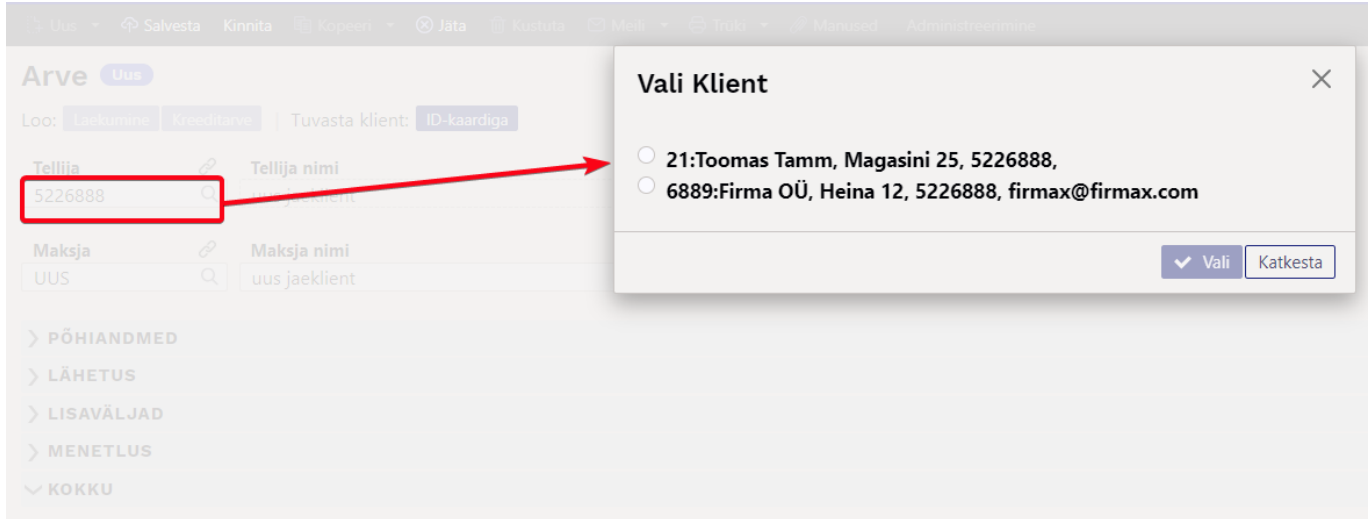 Uus Salvesta Kinnita Kopeeri Jäta Kustuta Meili Trüki Manused Administreerimine
Arve Uus
Loo: Laekumine Kreeditarve Tuvasta klient: ID-kaardiga
Tellija Tellija nimi
5226888 uus jaeklient
Maksja Maksja nimi
UUS uus jaeklient
PÕHIANDMED
LÄHETUS
LISAVÄLJAD
MENETLUS
KOKKU
Vali Klient
21:Toomas Tamm, Magasini 25, 5226888,
6889:Firma OÜ, Heina 12, 5226888, firmax@firmax.com
Vali Katkesta